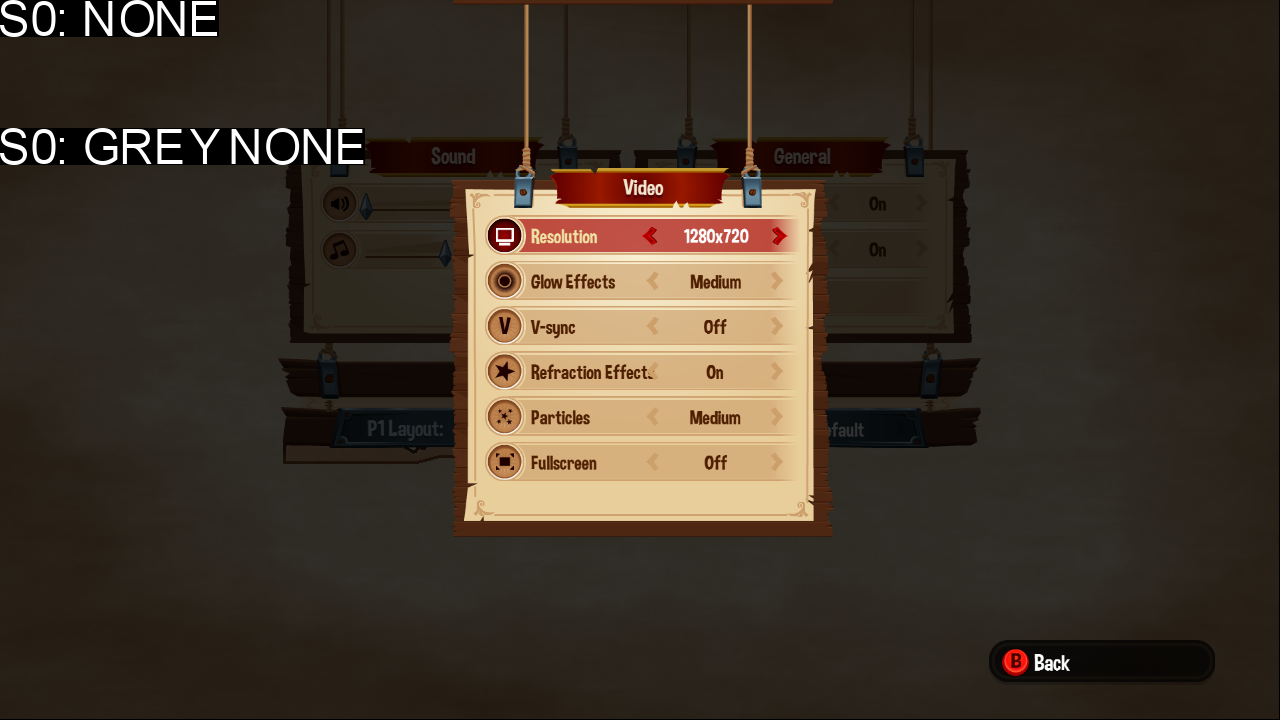 S0: NONE
S0: GREY NONE
Sound
General
Video
On
Resolution 1280x720
On
Glow Effects Medium
V V-sync Off
Refraction Effects On
Particles Medium
P1 Layout:
Fullscreen Off
B Back